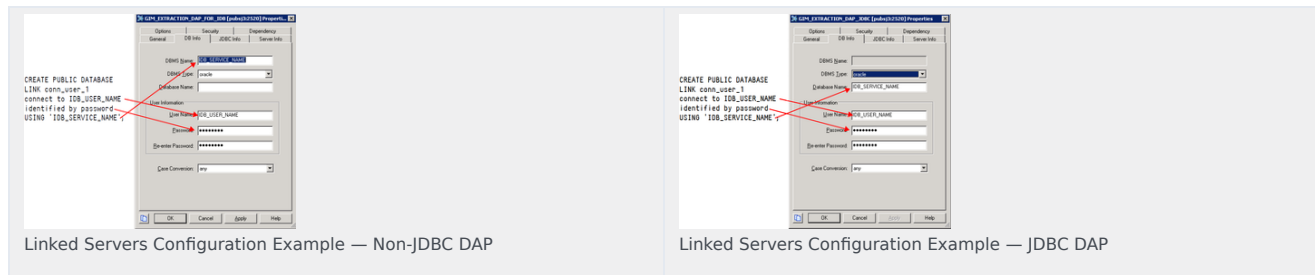 GIM_EXTRACTION_DAP_FOR_IDB [pubnjls2520] Properti...
Options Security Dependency
General DB Info JDBC Info Server Info
DBMS Name: IDB_SERVICE_NAME
DBMS Type: oracle
Database Name:
User Information
User Name: IDB_USER_NAME
Password: ••••••••
Re-enter Password: ••••••••
Case Conversion: any
OK Cancel Apply Help
CREATE PUBLIC DATABASE
LINK conn_user_1
connect to IDB_USER_NAME
identified by password
USING 'IDB_SERVICE_NAME';
Linked Servers Configuration Example — Non-JDBC DAP
GIM_EXTRACTION_DAP_JDBC [pubnjls2520] Properties
Options Security Dependency
General DB Info JDBC Info Server Info
DBMS Name:
DBMS Type: oracle
Database Name: IDB_SERVICE_NAME
User Information
User Name: IDB_USER_NAME
Password: ••••••••
Re-enter Password: ••••••••
Case Conversion: any
OK Cancel Apply Help
CREATE PUBLIC DATABASE
LINK conn_user_1
connect to IDB_USER_NAME
identified by password
USING 'IDB_SERVICE_NAME';
Linked Servers Configuration Example — JDBC DAP